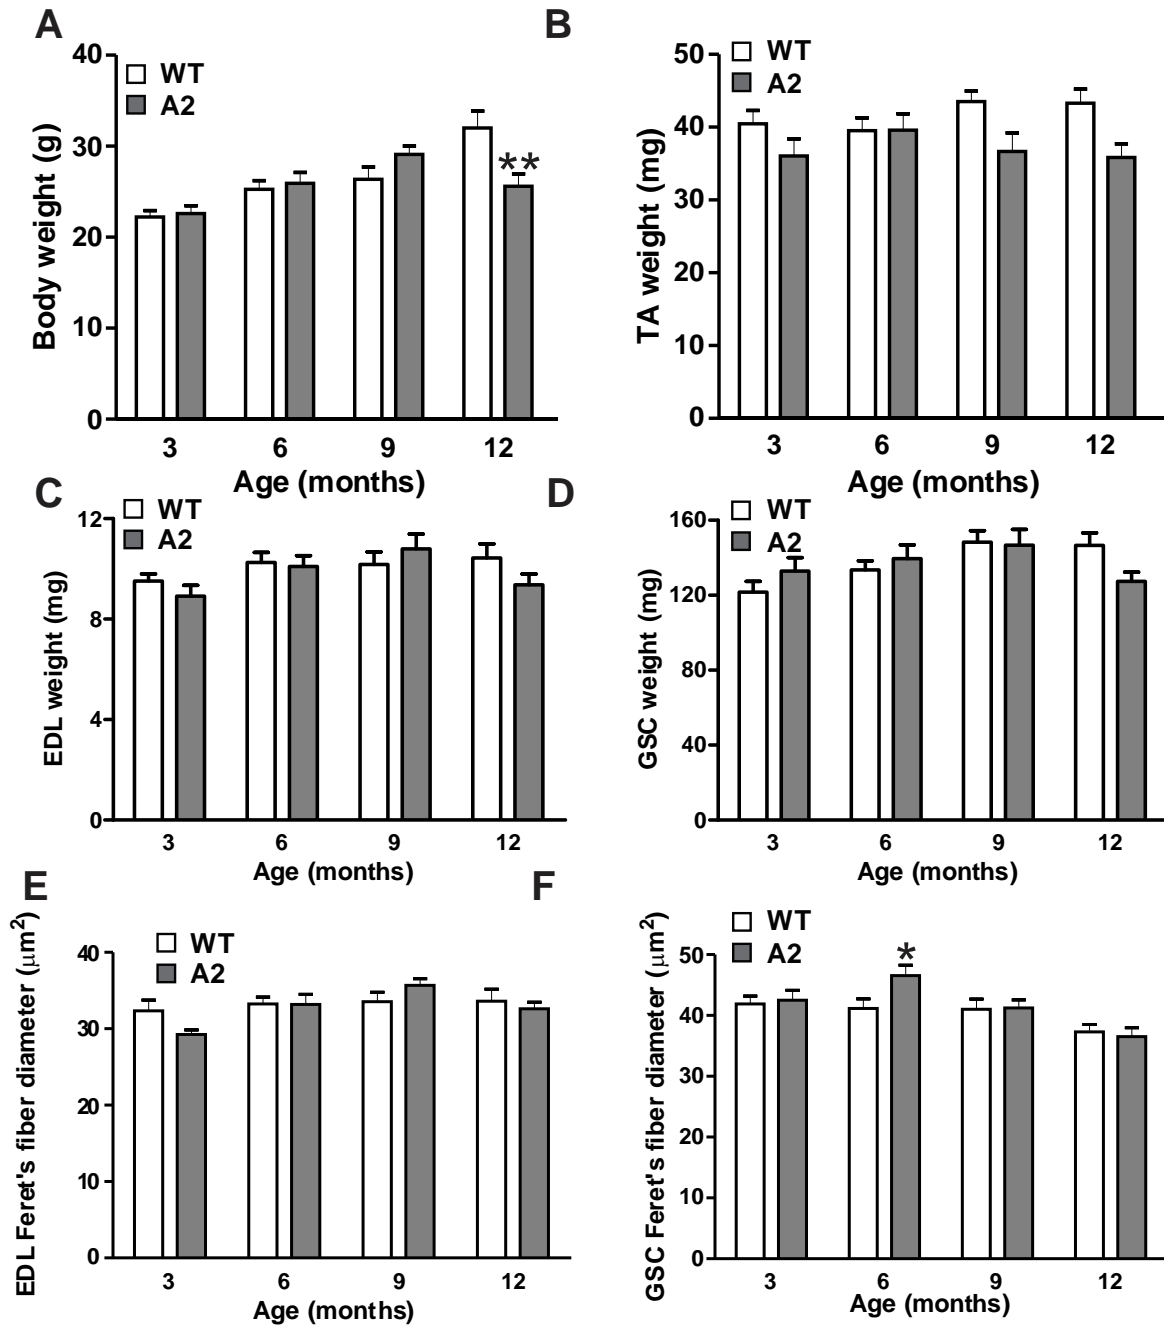 A
Body weight (g)
40
30
20
10
0
WT
A2
**
3 6 9 12
Age (months)
B
TA weight (mg)
50
40
30
20
10
0
WT
A2
3 6 9 12
Age (months)
C
EDL weight (mg)
12
8
4
0
WT
A2
3 6 9 12
Age (months)
D
GSC weight (mg)
160
120
80
40
0
WT
A2
3 6 9 12
Age (months)
E
EDL Feret's fiber diameter (μm²)
40
30
20
10
0
WT
A2
3 6 9 12
Age (months)
F
GSC Feret's fiber diameter (μm²)
50
40
30
20
10
0
WT
A2
*
3 6 9 12
Age (months)